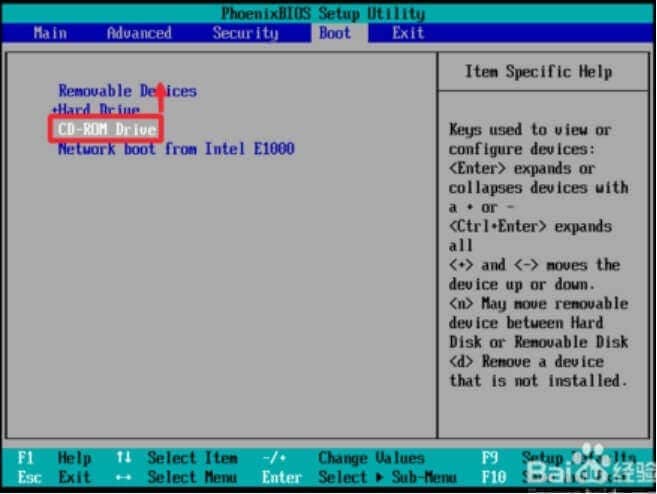 PhoenixBIOS Setup Utility
Main Advanced Security Boot Exit
Removable Devices
+Hard Drive
CD-ROM Drive
Network boot from Intel E1000
Item Specific Help
Keys used to view or
configure devices:
<Enter> expands or
collapses devices with
a + or -
<Ctrl+Enter> expands
all
<+> and <-> moves the
device up or down.
<n> May move removable
device between Hard
Disk or Removable Disk
<d> Remove a device
that is not installed.
F1 Help ↑↓ Select Item -/+ Change Values F9 Setup Defaults
Esc Exit ↔ Select Menu Enter Select ▶ Sub-Menu F10
Bai 经验